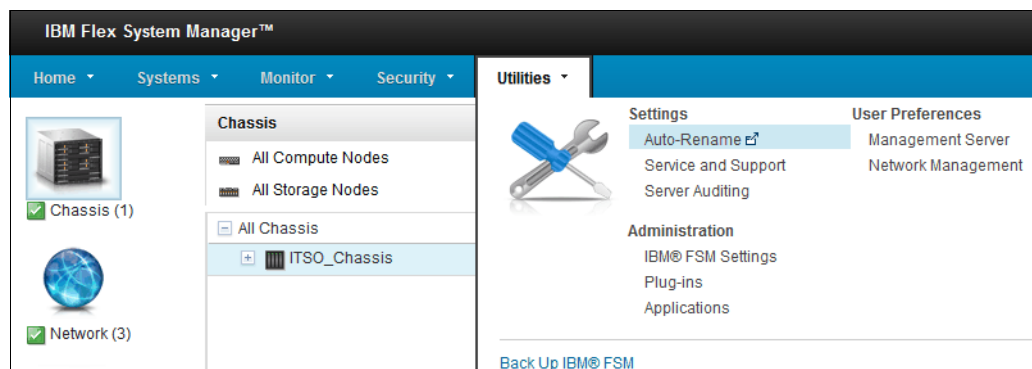 IBM Flex System Manager™
Home Systems Monitor Security Utilities
Chassis
All Compute Nodes
All Storage Nodes
All Chassis
ITSO_Chassis
Chassis (1)
Network (3)
Settings
Auto-Rename
Service and Support
Server Auditing
Administration
IBM® FSM Settings
Plug-ins
Applications
User Preferences
Management Server
Network Management
Back Up IBM® FSM